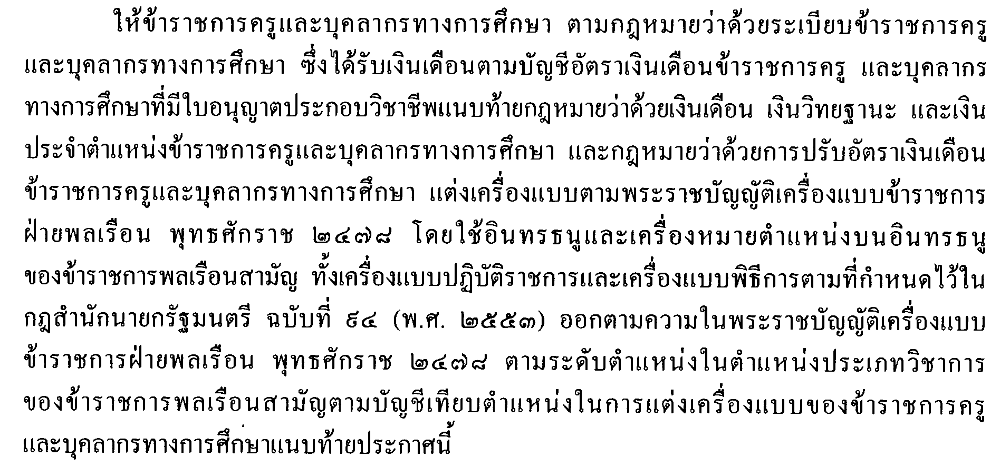 ให้ข้าราชการครูและบุคลากรทางการศึกษา ตามกฎหมายว่าด้วยระเบียบข้าราชการครู
และบุคลากรทางการศึกษา ซึ่งได้รับเงินเดือนตามบัญชีอัตราเงินเดือนข้าราชการครู และบุคลากร
ทางการศึกษาที่มีใบอนุญาตประกอบวิชาชีพแนบท้ายกฎหมายว่าด้วยเงินเดือน เงินวิทยฐานะ และเงิน
ประจำตำแหน่งข้าราชการครูและบุคลากรทางการศึกษา และกฎหมายว่าด้วยการปรับอัตราเงินเดือน
ข้าราชการครูและบุคลากรทางการศึกษา แต่งเครื่องแบบตามพระราชบัญญัติเครื่องแบบข้าราชการ
ฝ่ายพลเรือน พุทธศักราช ๒๔๗๘ โดยใช้อินทรธนูและเครื่องหมายตำแหน่งบนอินทรธนู
ของข้าราชการพลเรือนสามัญ ทั้งเครื่องแบบปฏิบัติราชการและเครื่องแบบพิธีการตามที่กำหนดไว้ใน
กฎสำนักนายกรัฐมนตรี ฉบับที่ ๙๔ (พ.ศ. ๒๕๕๓) ออกตามความในพระราชบัญญัติเครื่องแบบ
ข้าราชการฝ่ายพลเรือน พุทธศักราช ๒๔๗๘ ตามระดับตำแหน่งในตำแหน่งประเภทวิชาการ
ของข้าราชการพลเรือนสามัญตามบัญชีเทียบตำแหน่งในการแต่งเครื่องแบบของข้าราชการครู
และบุคลากรทางการศึกษาแนบท้ายประกาศนี้